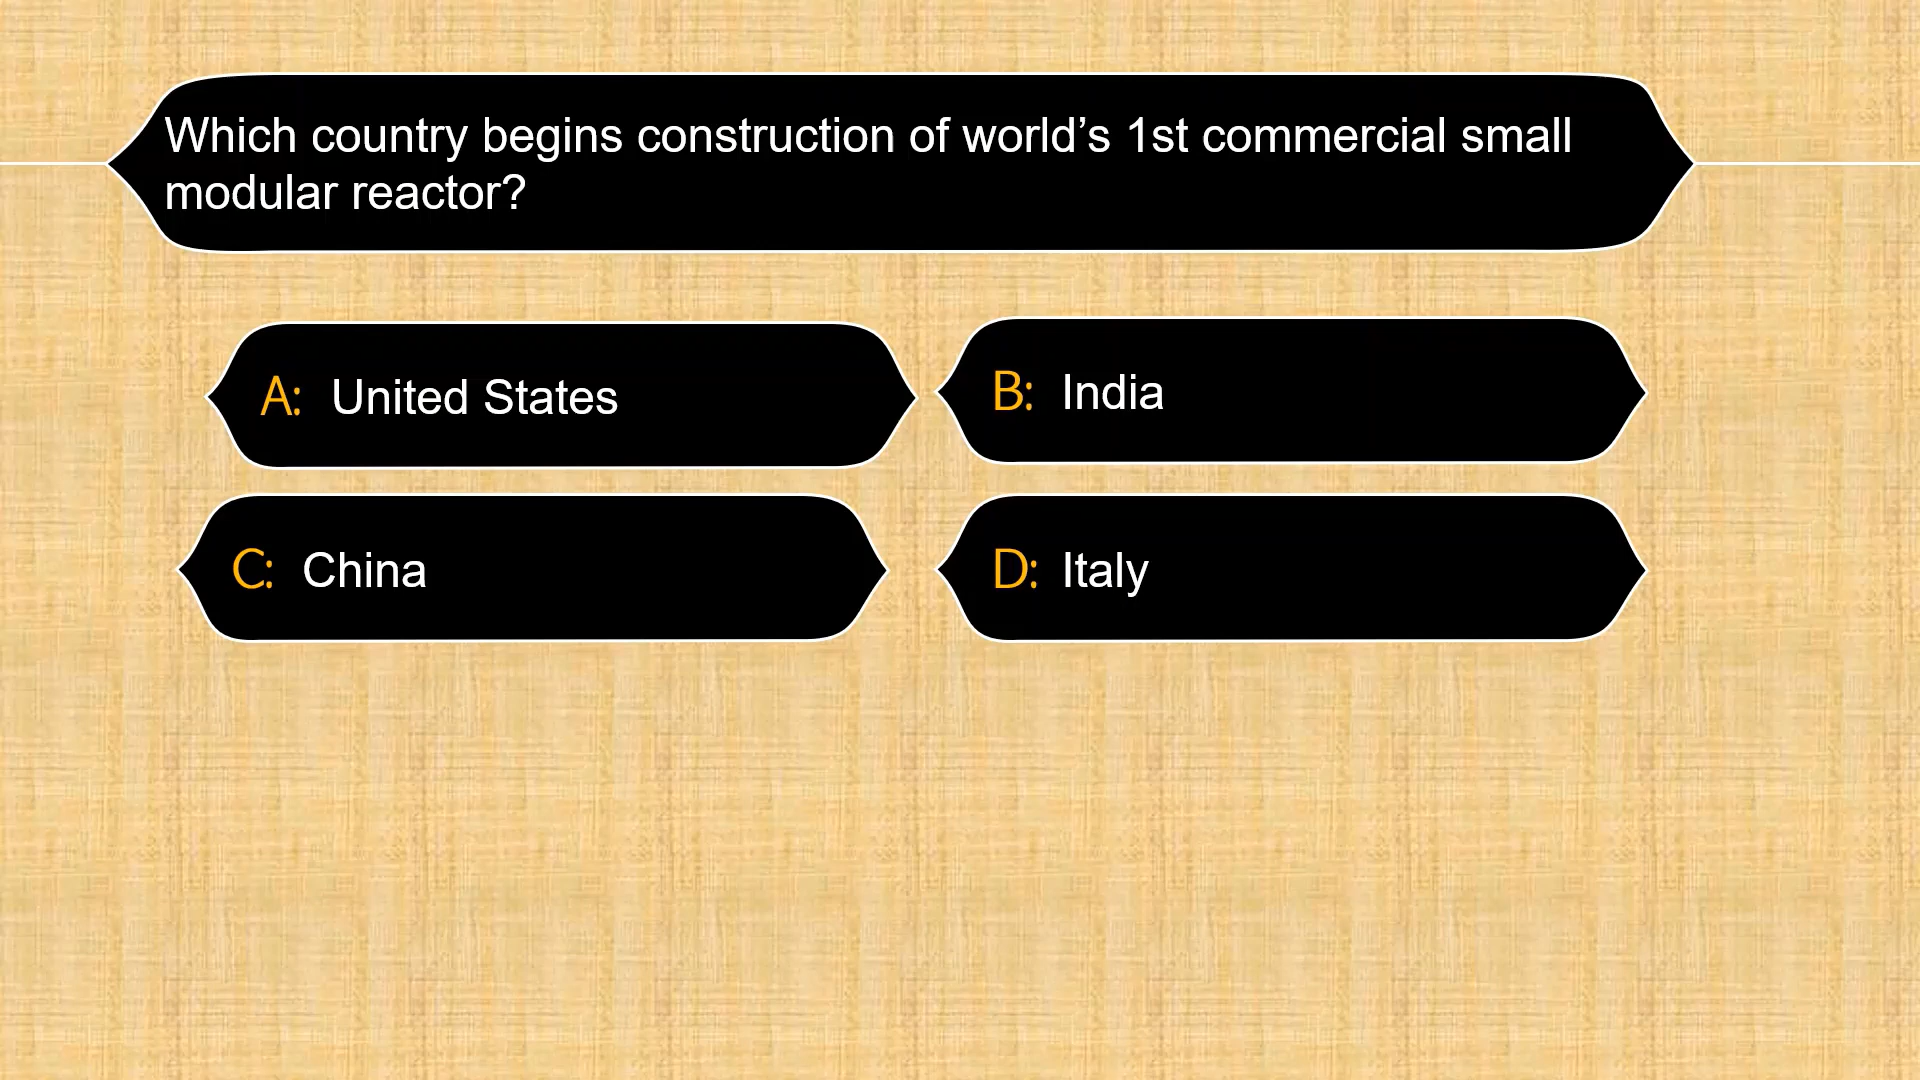 Which country begins construction of world’s 1st commercial small
modular reactor?
A: United States
B: India
C: China
D: Italy